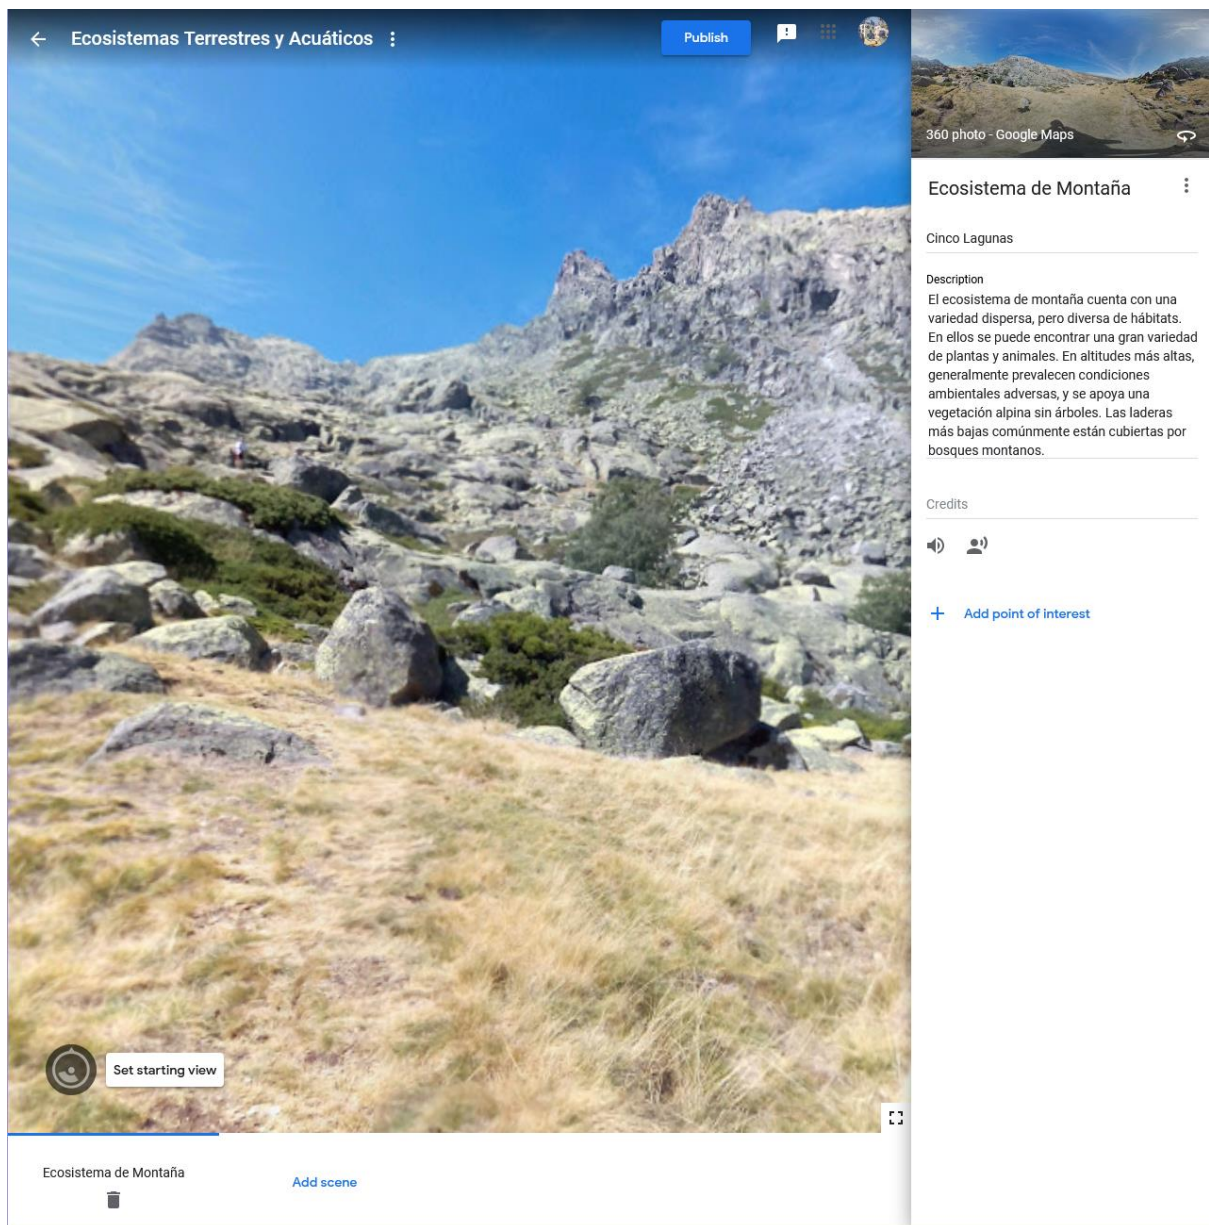 Ecosistemas Terrestres y Acuáticos
Publish
360 photo - Google Maps
Ecosistema de Montaña
Cinco Lagunas
Description
El ecosistema de montaña cuenta con una
variedad dispersa, pero diversa de hábitats.
En ellos se puede encontrar una gran variedad
de plantas y animales. En altitudes más altas,
generalmente prevalecen condiciones
ambientales adversas, y se apoya una
vegetación alpina sin árboles. Las laderas
más bajas comúnmente están cubiertas por
bosques montanos.
Credits
Add point of interest
Set starting view
Ecosistema de Montaña
Add scene